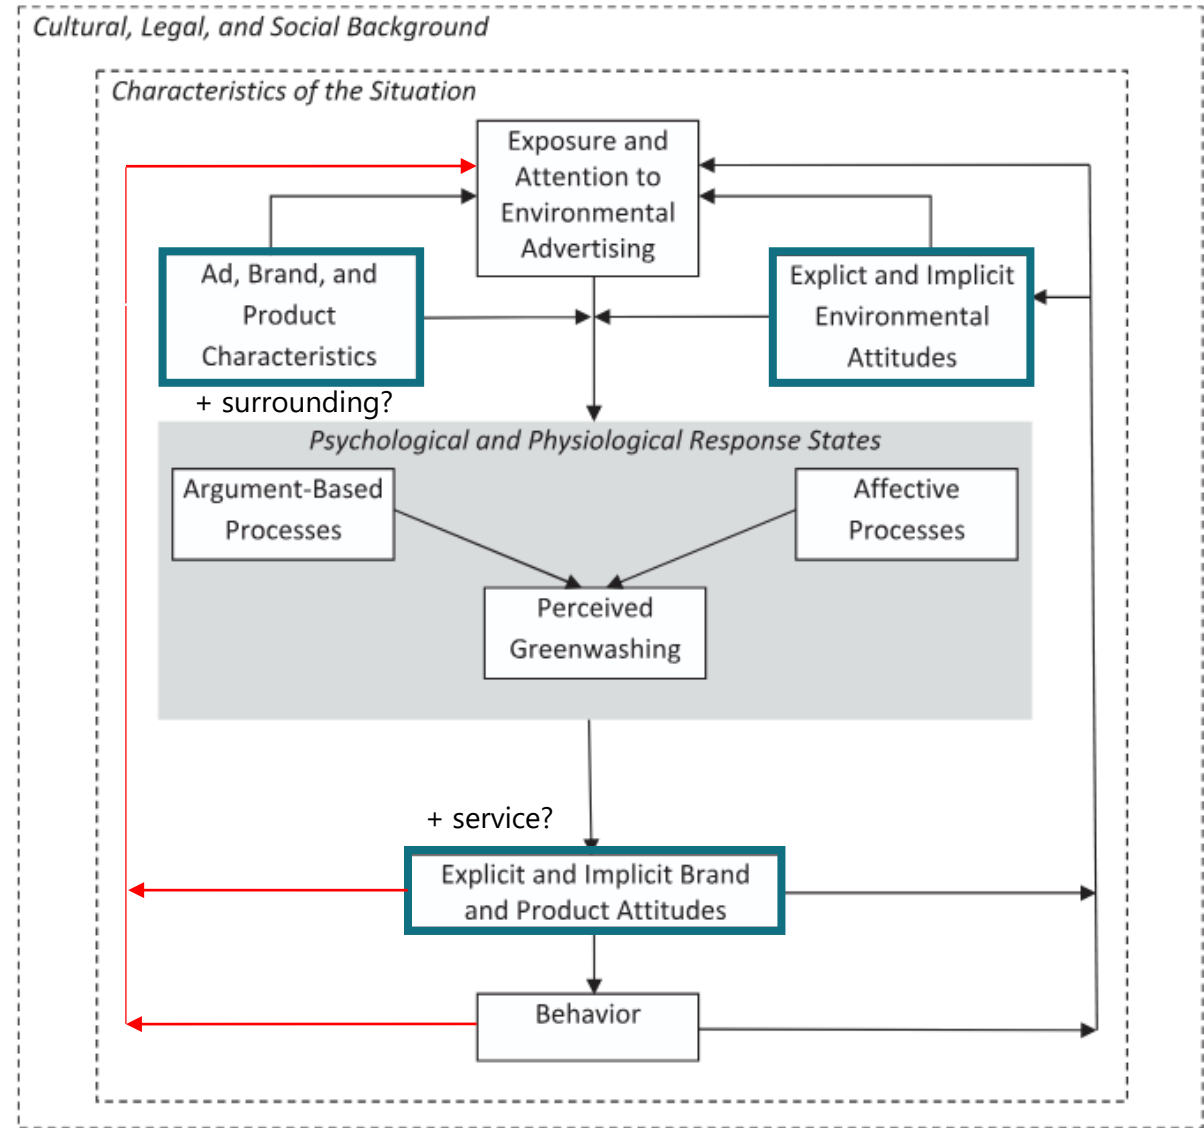 Cultural, Legal, and Social Background
Characteristics of the Situation
Exposure and
Attention to
Environmental
Advertising
Ad, Brand, and
Product
Characteristics
Explict and Implicit
Environmental
Attitudes
+ surrounding?
Psychological and Physiological Response States
Argument-Based
Processes
Affective
Processes
Perceived
Greenwashing
+ service?
Explicit and Implicit Brand
and Product Attitudes
Behavior